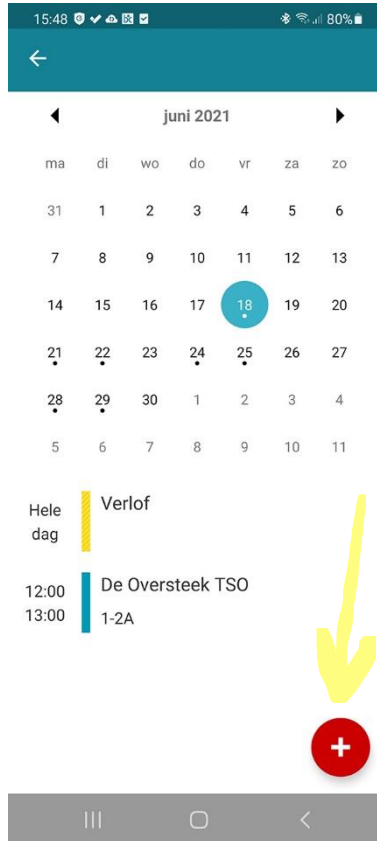 15:48 80%
juni 2021
ma di wo do vr za zo
31 1 2 3 4 5 6
7 8 9 10 11 12 13
14 15 16 17 18 19 20
21 22 23 24 25 26 27
28 29 30 1 2 3 4
5 6 7 8 9 10 11
Hele
dag
Verlof
12:00
13:00
De Oversteek TSO
1-2A